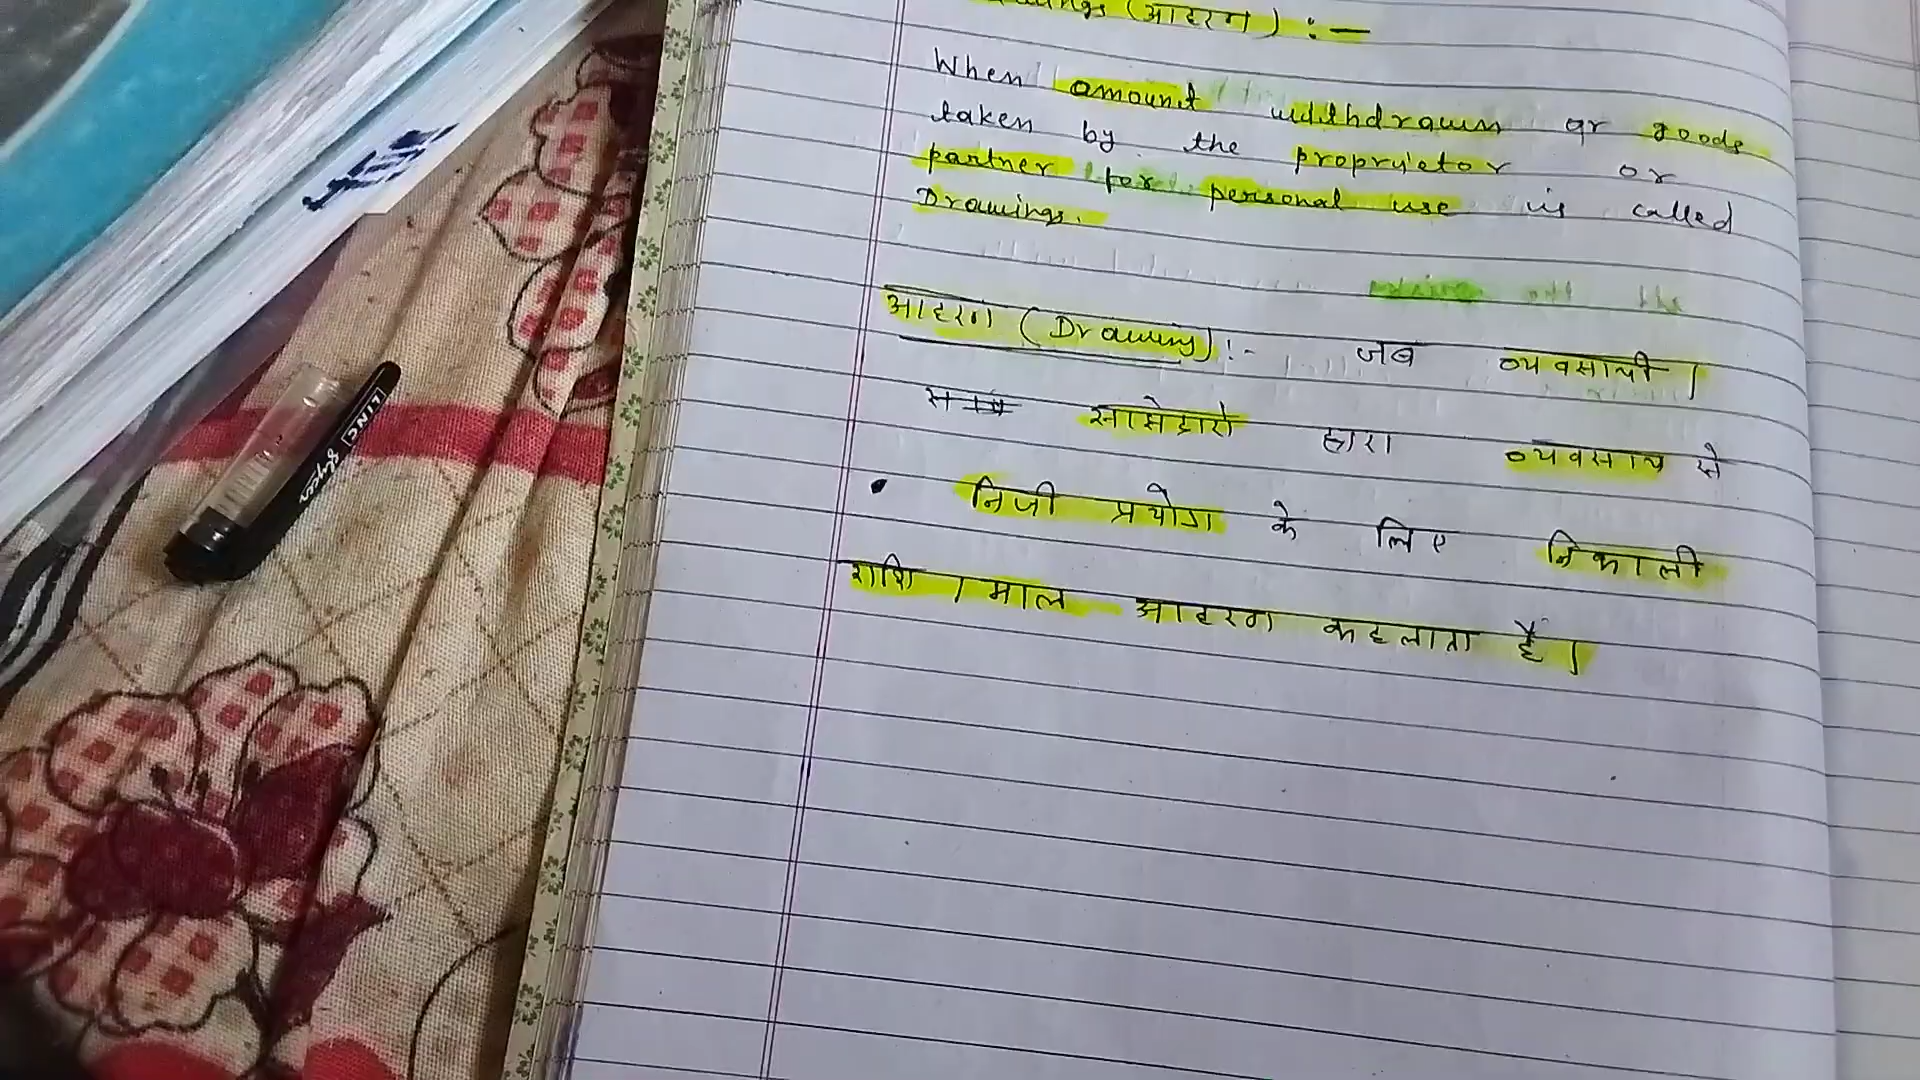 (आहरण) :-
When amount withdrawn or goods
taken by the proprietor or
partner for personal use is called
Drawings.
आहरण (Drawing) :- जब व्यवसायी /
साझेदारो द्वारा व्यवसाय से
निजी प्रयोग के लिए निकाली
राशि / माल आहरण कहलाता है।
LINC